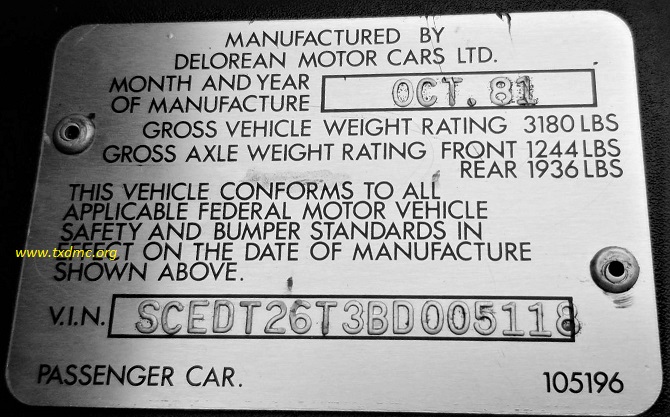 MANUFACTURED BY
DELOREAN MOTOR CARS LTD.
MONTH AND YEAR
OF MANUFACTURE OCT. 81
GROSS VEHICLE WEIGHT RATING 3180 LBS
GROSS AXLE WEIGHT RATING FRONT 1244 LBS
REAR 1936 LBS
THIS VEHICLE CONFORMS TO ALL
APPLICABLE FEDERAL MOTOR VEHICLE
SAFETY AND BUMPER STANDARDS IN
EFFECT ON THE DATE OF MANUFACTURE
www.txdmc.org
SHOWN ABOVE.
V.I.N. SCEDT26T3BD005118
PASSENGER CAR. 105196